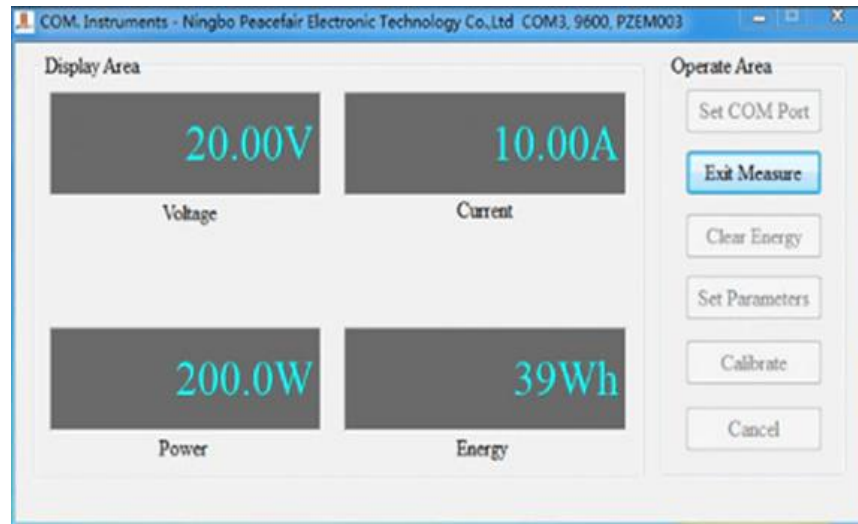 COM. Instruments - Ningbo Peacefair Electronic Technology Co.,Ltd COM3, 9600, PZEM003
Display Area
20.00V
Voltage
10.00A
Current
200.0W
Power
39Wh
Energy
Operate Area
Set COM Port
Exit Measure
Clear Energy
Set Parameters
Calibrate
Cancel